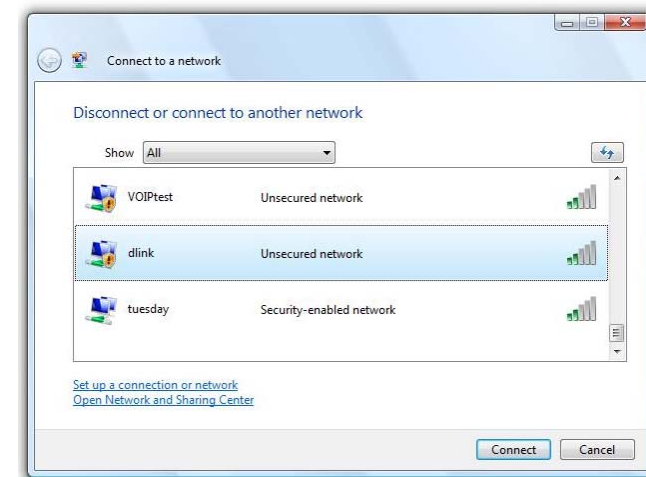 Connect to a network
Disconnect or connect to another network
Show All
VOIPtest Unsecured network
dlink Unsecured network
tuesday Security-enabled network
Set up a connection or network
Open Network and Sharing Center
Connect Cancel